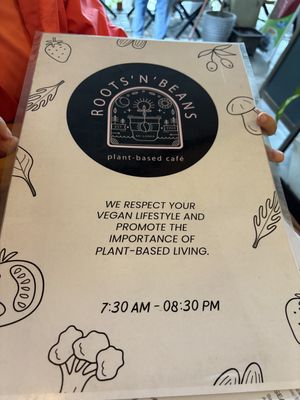 ROOTS'N'BEANS
plant-based café
WE RESPECT YOUR
VEGAN LIFESTYLE AND
PROMOTE THE
IMPORTANCE OF
PLANT-BASED LIVING.
7:30 AM - 08:30 PM